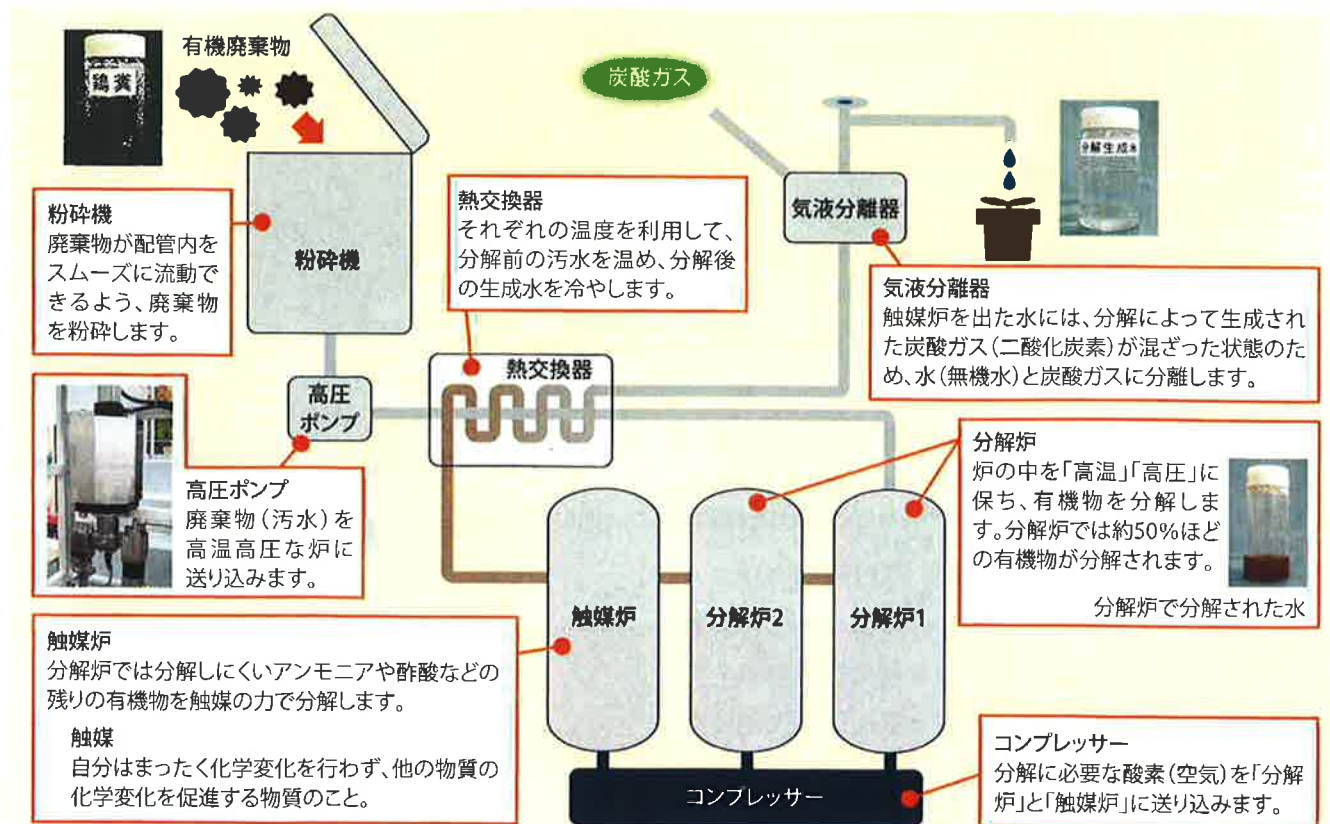 鶏糞
有機廃棄物
炭酸ガス
分解生成水
粉砕機
廃棄物が配管内を
スムーズに流動で
きるよう、廃棄物
を粉砕します。
粉砕機
熱交換器
それぞれの温度を利用して、
分解前の汚水を温め、分解後
の生成水を冷やします。
気液分離器
気液分離器
触媒炉を出た水には、分解によって生成され
た炭酸ガス(二酸化炭素)が混ざった状態のた
め、水(無機水)と炭酸ガスに分離します。
熱交換器
高圧
ポンプ
高圧ポンプ
廃棄物(汚水)を
高温高圧な炉に
送り込みます。
分解炉
炉の中を「高温」「高圧」に
保ち、有機物を分解しま
す。分解炉では約50%ほど
の有機物が分解されます。
分解炉で分解された水
触媒炉
分解炉2
分解炉1
触媒炉
分解炉では分解しにくいアンモニアや酢酸などの
残りの有機物を触媒の力で分解します。
触媒
自分はまったく化学変化を行わず、他の物質の
化学変化を促進する物質のこと。
コンプレッサー
コンプレッサー
分解に必要な酸素(空気)を「分解
炉」と「触媒炉」に送り込みます。